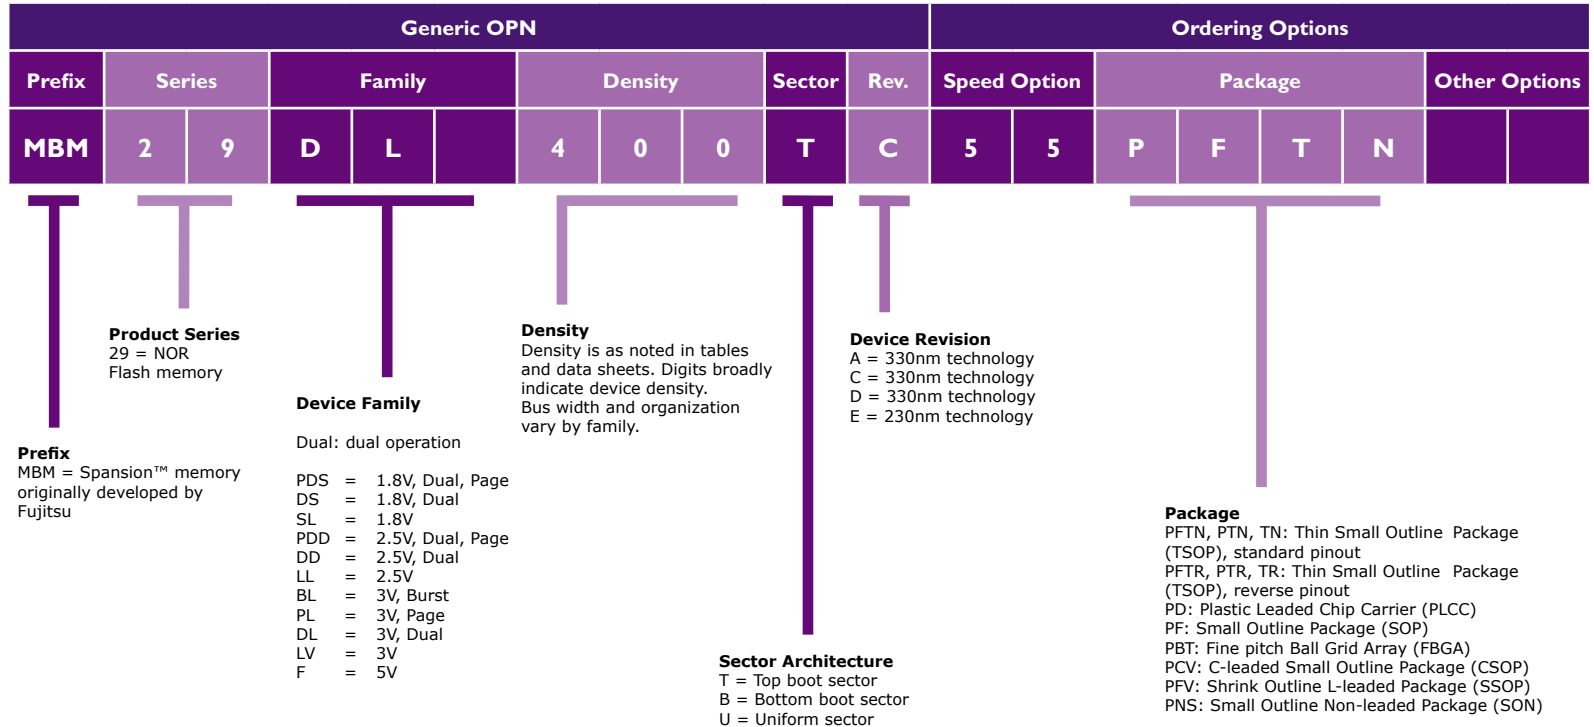 Generic OPN Ordering Options
Prefix Series Family Density Sector Rev. Speed Option Package Other Options
MBM 2 9 D L 4 0 0 T C 5 5 P F T N
Prefix
MBM = Spansion™ memory
originally developed by
Fujitsu
Product Series
29 = NOR
Flash memory
Device Family
Dual: dual operation
PDS = 1.8V, Dual, Page
DS = 1.8V, Dual
SL = 1.8V
PDD = 2.5V, Dual, Page
DD = 2.5V, Dual
LL = 2.5V
BL = 3V, Burst
PL = 3V, Page
DL = 3V, Dual
LV = 3V
F = 5V
Density
Density is as noted in tables
and data sheets. Digits broadly
indicate device density.
Bus width and organization
vary by family.
Sector Architecture
T = Top boot sector
B = Bottom boot sector
U = Uniform sector
Device Revision
A = 330nm technology
C = 330nm technology
D = 330nm technology
E = 230nm technology
Package
PFTN, PTN, TN: Thin Small Outline Package
(TSOP), standard pinout
PFTR, PTR, TR: Thin Small Outline Package
(TSOP), reverse pinout
PD: Plastic Leaded Chip Carrier (PLCC)
PF: Small Outline Package (SOP)
PBT: Fine pitch Ball Grid Array (FBGA)
PCV: C-leaded Small Outline Package (CSOP)
PFV: Shrink Outline L-leaded Package (SSOP)
PNS: Small Outline Non-leaded Package (SON)